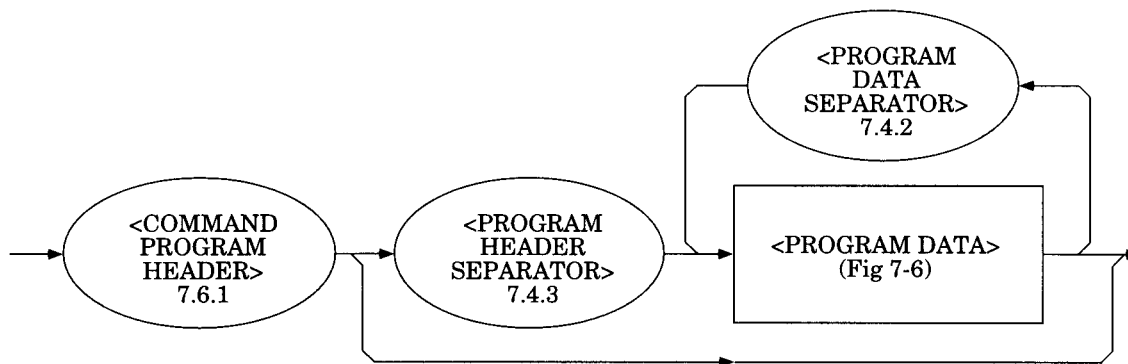 <PROGRAM
DATA
SEPARATOR>
7.4.2
<COMMAND
PROGRAM
HEADER>
7.6.1
<PROGRAM
HEADER
SEPARATOR>
7.4.3
<PROGRAM DATA>
(Fig 7-6)